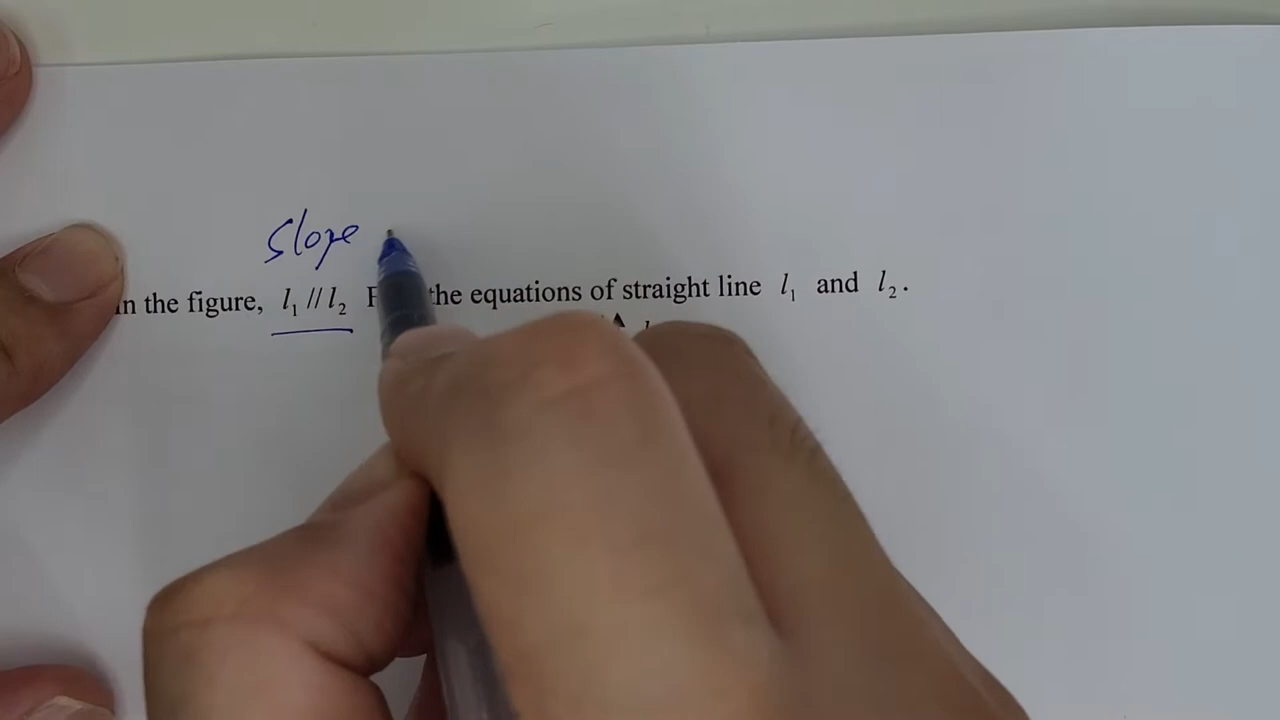 Slope
in the figure, l₁ // l₂ the equations of straight line l₁ and l₂.